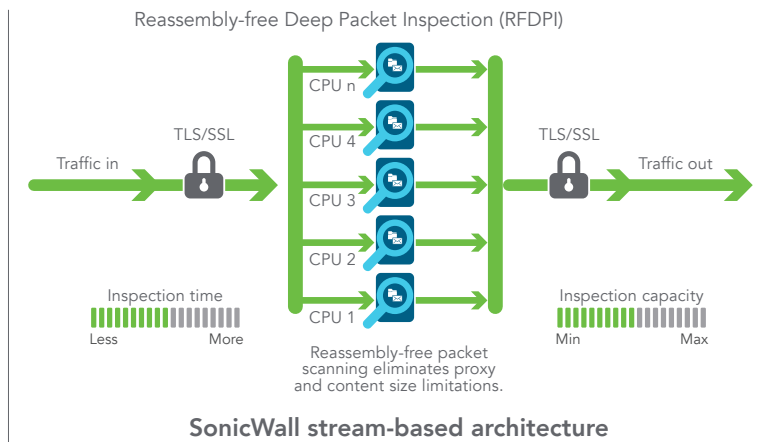 Reassembly-free Deep Packet Inspection (RFDPI)
CPU n
TLS/SSL
CPU 4
TLS/SSL
Traffic in
Traffic out
CPU 3
CPU 2
Inspection time
Less More
CPU 1
Inspection capacity
Min Max
Reassembly-free packet
scanning eliminates proxy
and content size limitations.
SonicWall stream-based architecture